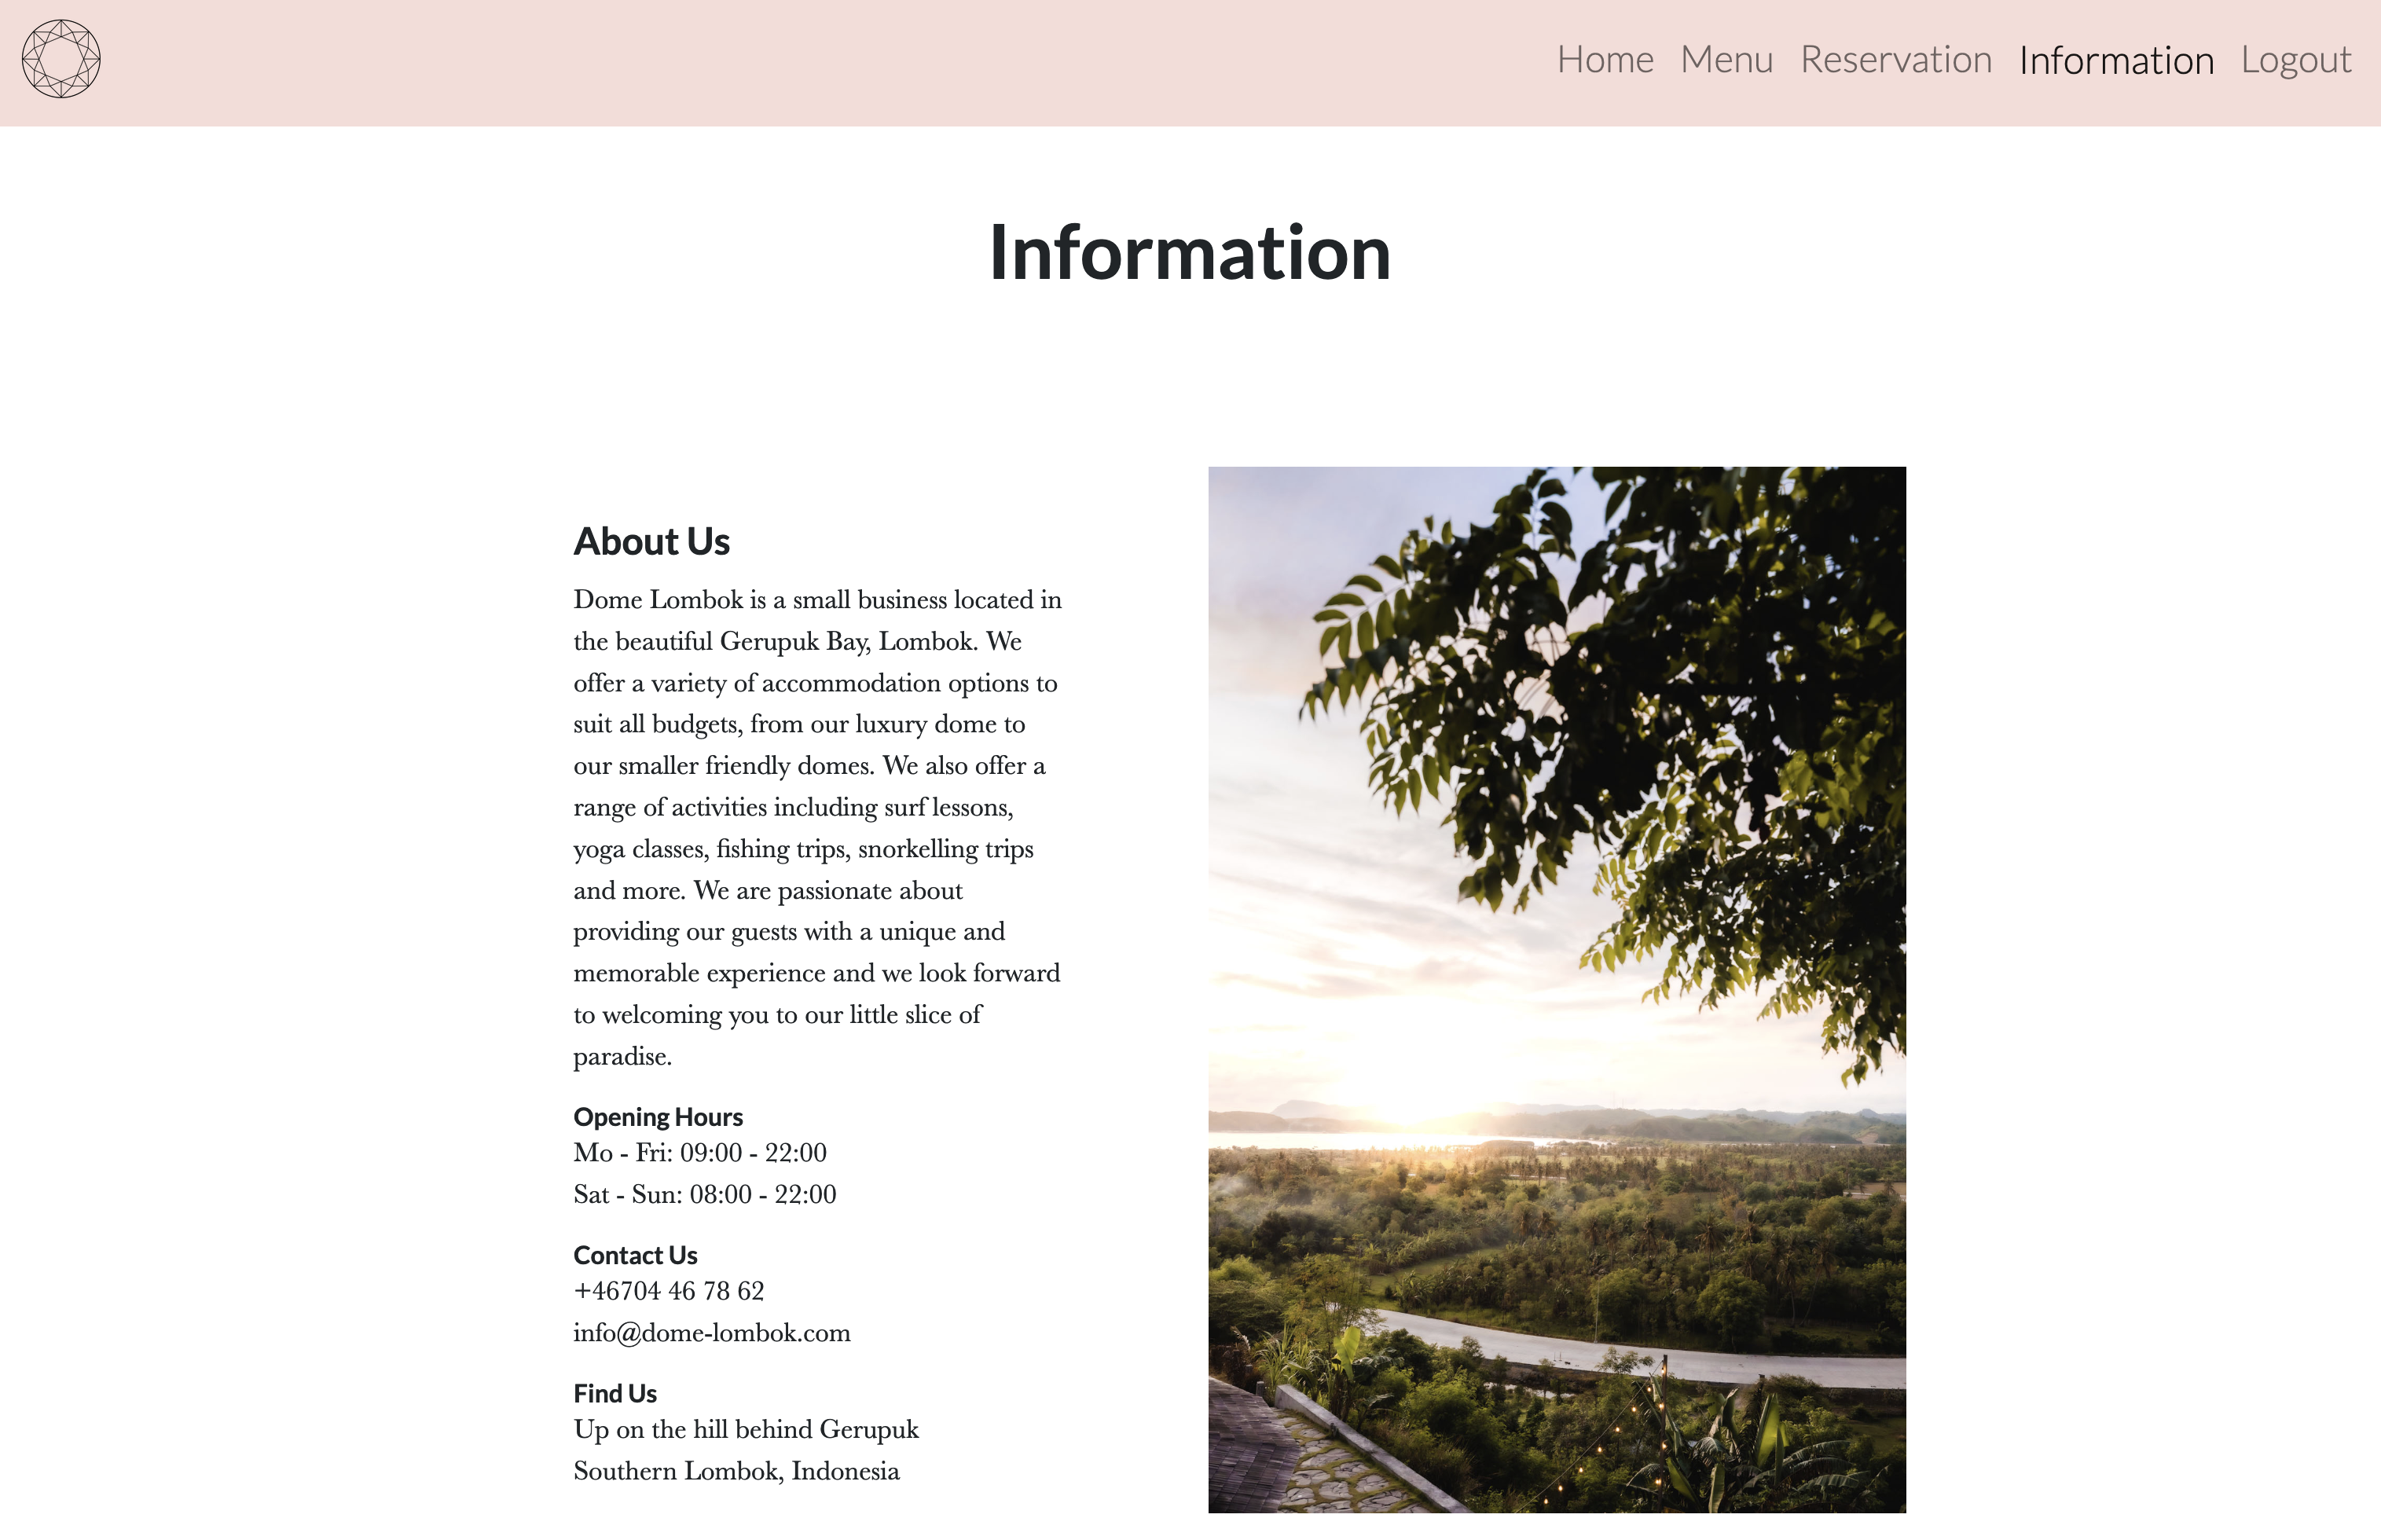 Home Menu Reservation Information Logout
Information
About Us
Dome Lombok is a small business located in
the beautiful Gerupuk Bay, Lombok. We
offer a variety of accommodation options to
suit all budgets, from our luxury dome to
our smaller friendly domes. We also offer a
range of activities including surf lessons,
yoga classes, fishing trips, snorkelling trips
and more. We are passionate about
providing our guests with a unique and
memorable experience and we look forward
to welcoming you to our little slice of
paradise.
Opening Hours
Mo - Fri: 09:00 - 22:00
Sat - Sun: 08:00 - 22:00
Contact Us
+46704 46 78 62
info@dome-lombok.com
Find Us
Up on the hill behind Gerupuk
Southern Lombok, Indonesia